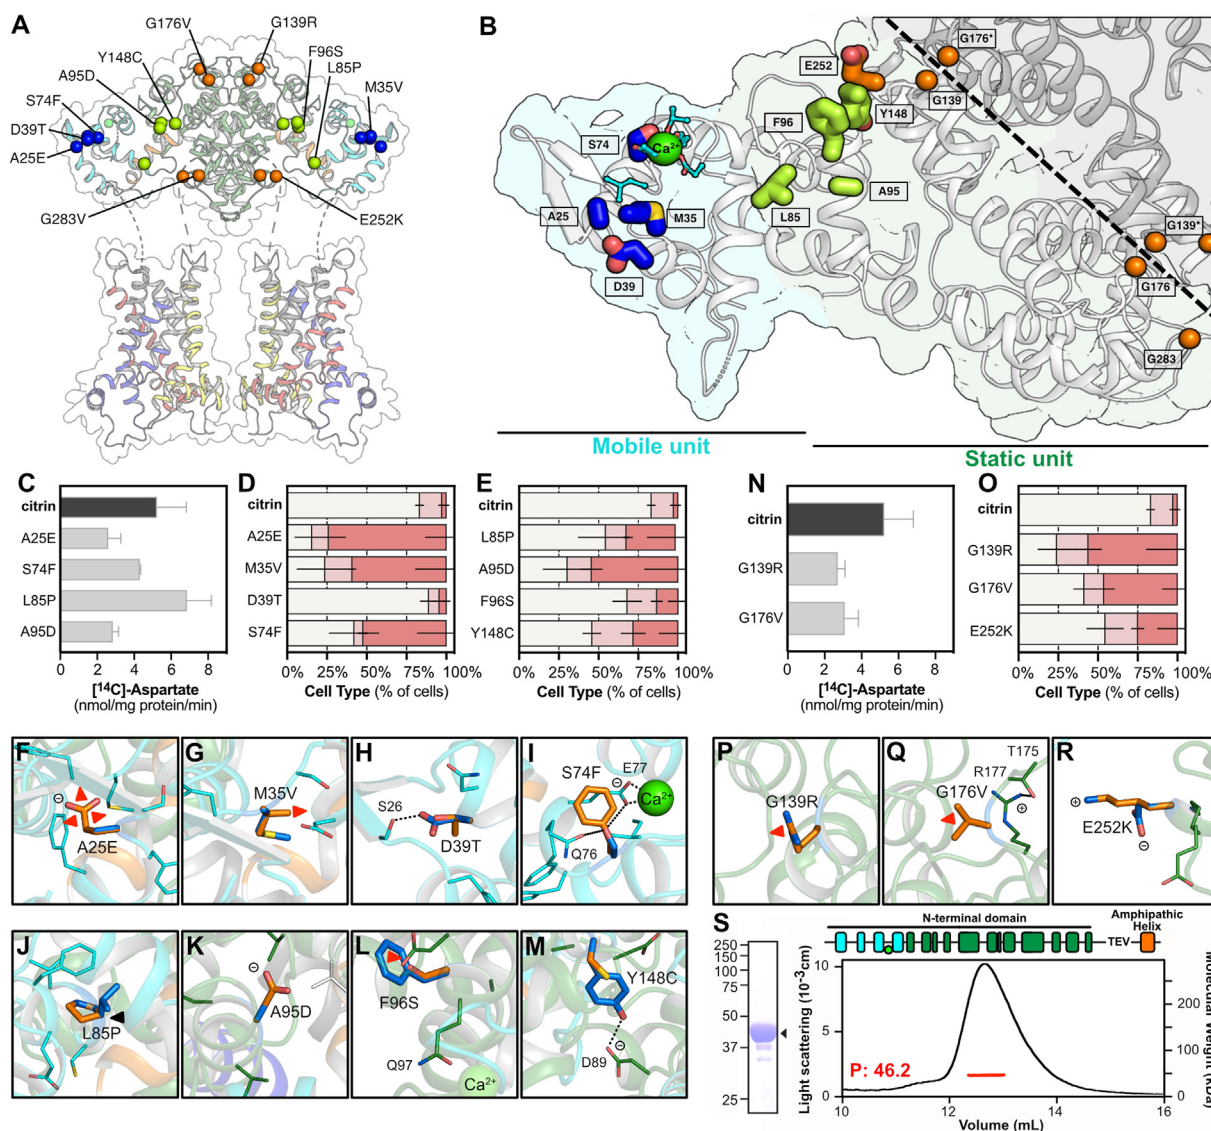 A
G176V
G139R
Y148C
F96S
A95D
L85P
S74F
M35V
D39T
A25E
G283V
E252K
B
E252
G176*
G139
Y148
F96
S74
Ca2+
A95
A25
M35
L85
D39
G139*
G176
G283
Mobile unit
Static unit
C
citrin
A25E
S74F
L85P
A95D
0 2 4 6 8
[14C]-Aspartate
(nmol/mg protein/min)
D
citrin
A25E
M35V
D39T
S74F
0% 25% 50% 75% 100%
Cell Type (% of cells)
E
citrin
L85P
A95D
F96S
Y148C
0% 25% 50% 75% 100%
Cell Type (% of cells)
N
citrin
G139R
G176V
0 2 4 6 8
[14C]-Aspartate
(nmol/mg protein/min)
O
citrin
G139R
G176V
E252K
0% 25% 50% 75% 100%
Cell Type (% of cells)
F
⊖
A25E
G
M35V
H
S26
D39T
I
S74F
E77
⊖
Ca2+
Q76
P
G139R
Q
T175
R177
G176V
⊕
R
⊕
E252K
⊖
J
L85P
K
⊖
A95D
L
F96S
Q97
Ca2+
M
Y148C
⊖
D89
S
N-terminal domain
Amphipathic
Helix
TEV
250
150
100
75
50
37
25
Light scattering (10-3cm)
10
5
0
P: 46.2
200
100
50
0
Molecular Weight (kDa)
10 12 14 16
Volume (mL)